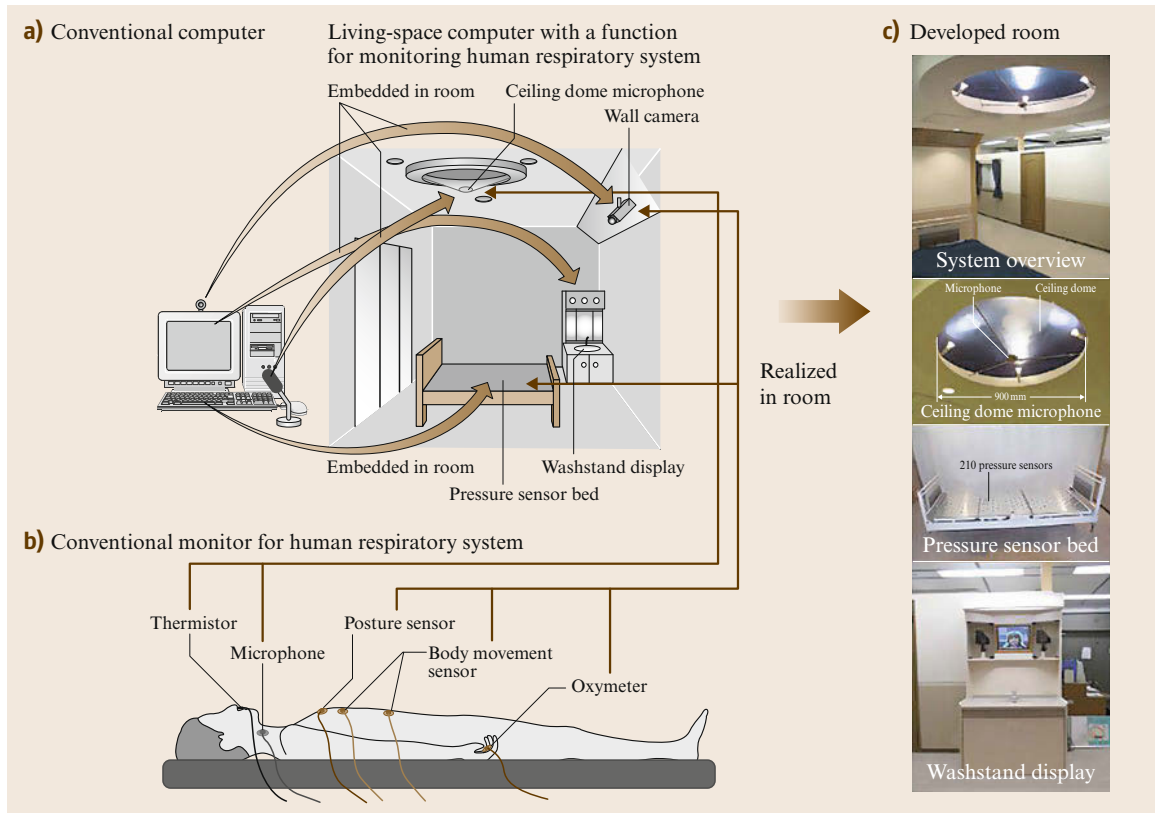 a) Conventional computer
Living-space computer with a function
for monitoring human respiratory system
Embedded in room
Ceiling dome microphone
Wall camera
Embedded in room
Washstand display
Pressure sensor bed
Realized
in room
b) Conventional monitor for human respiratory system
Thermistor
Microphone
Posture sensor
Body movement
sensor
Oxymeter
c) Developed room
System overview
Microphone
Ceiling dome
900 mm
Ceiling dome microphone
210 pressure sensors
Pressure sensor bed
Washstand display